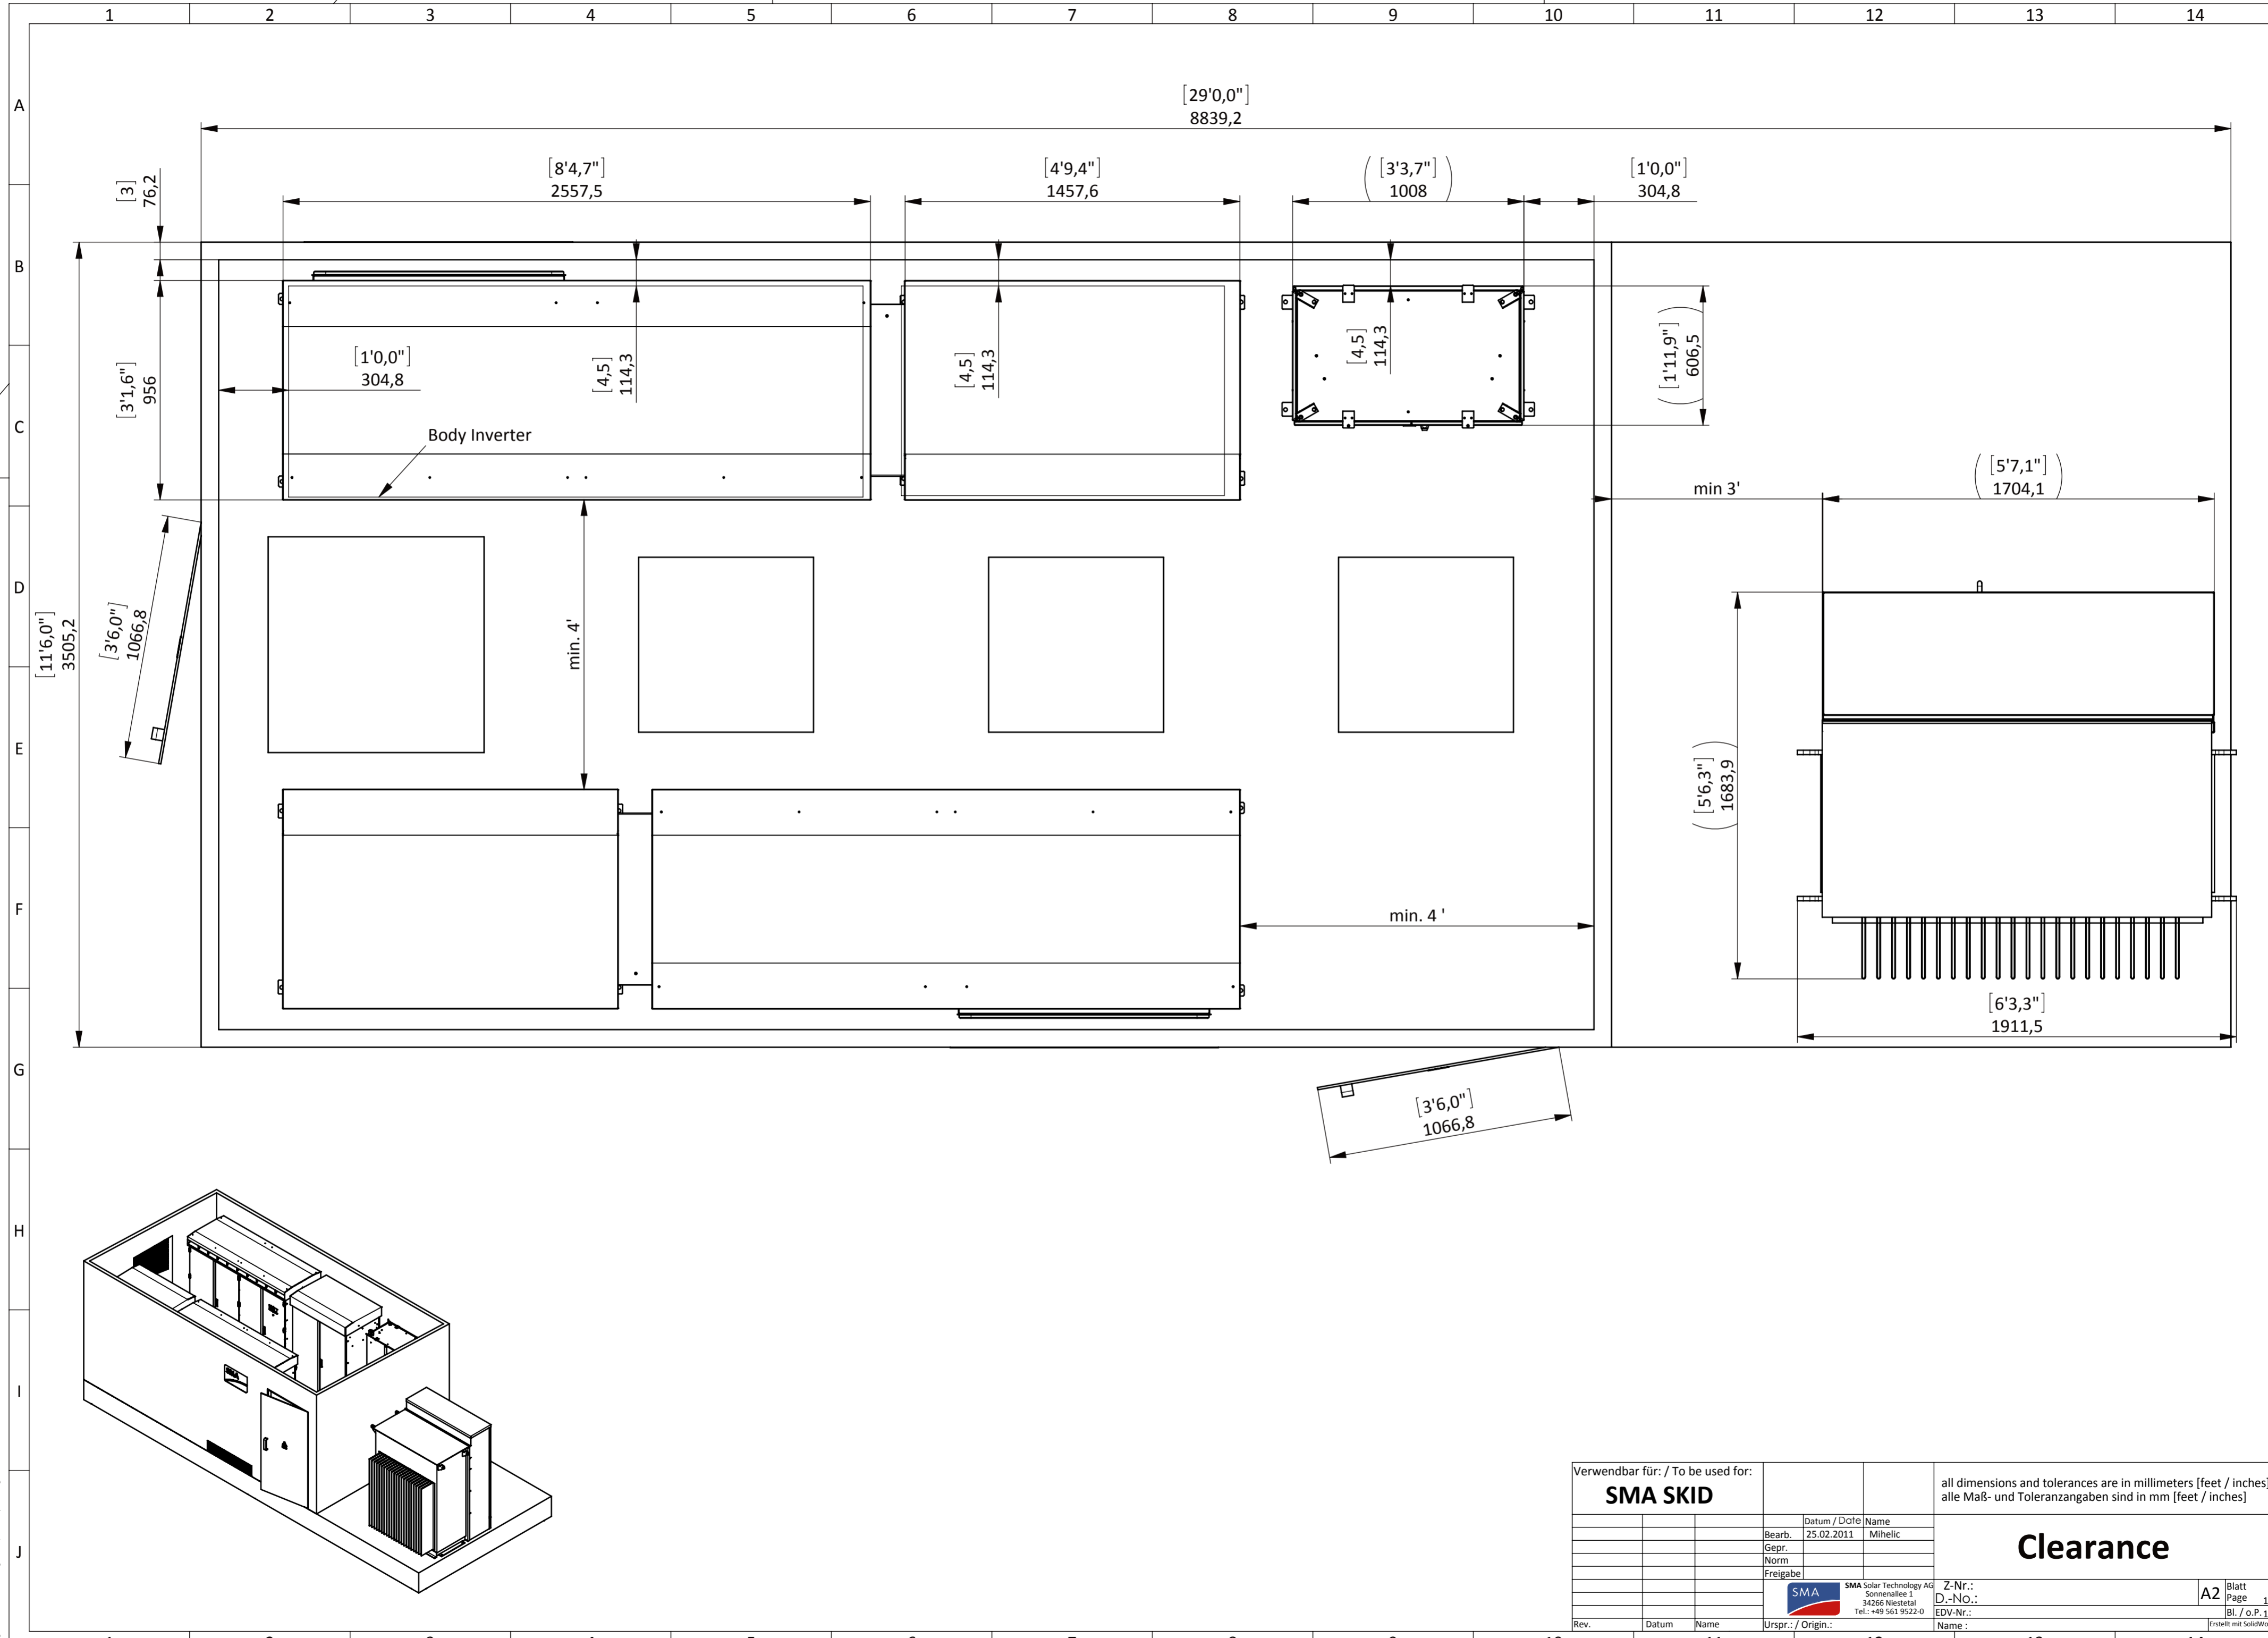 1 2 3 4 5 6 7 8 9 10 11 12 13 14
A
[29'0,0"]
8839,2
[8'4,7"]
2557,5
[4'9,4"]
1457,6
([3'3,7"])
(1008)
[1'0,0"]
304,8
[3]
76,2
B
[3'1,6"]
956
[1'0,0"]
304,8
[4,5]
114,3
[4,5]
114,3
[4,5]
114,3
([1'11,9"])
(606,5)
C
Body Inverter
min 3'
([5'7,1"])
(1704,1)
D
[11'6,0"]
3505,2
[3'6,0"]
1066,8
min. 4'
E
([5'6,3"])
(1683,9)
F
min. 4 '
[6'3,3"]
1911,5
G
[3'6,0"]
1066,8
H
I
SMA
J
Verwendbar für: / To be used for:
SMA SKID
all dimensions and tolerances are in millimeters [feet / inches]
alle Maß- und Toleranzangaben sind in mm [feet / inches]
Datum / Date Name
Bearb. 25.02.2011 Mihelic
Gepr.
Norm
Freigabe
Clearance
SMA
SMA Solar Technology AG
Sonnenallee 1
34266 Niestetal
Tel.: +49 561 9522-0
Z-Nr.:
D.-No.:
EDV-Nr.:
A2
Blatt
Page 1
Bl. / o.P. 1
Rev. Datum Name Urspr.: / Origin.: Name :
Erstellt mit